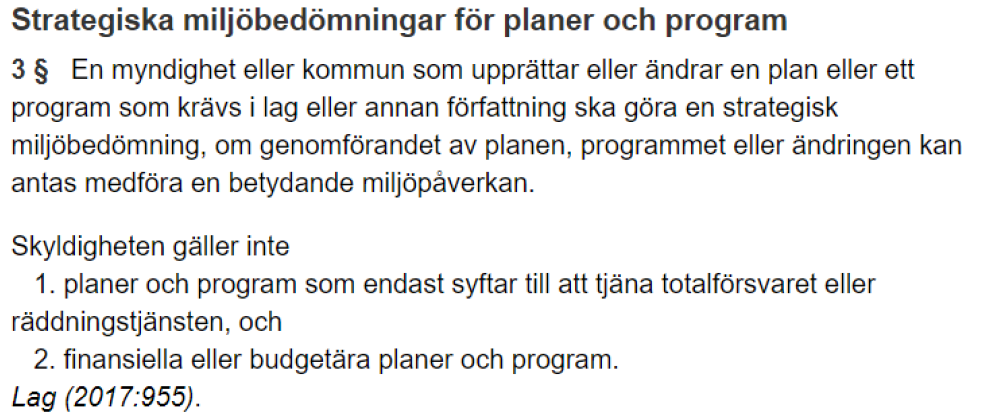 Strategiska miljöbedömningar för planer och program
3 §   En myndighet eller kommun som upprättar eller ändrar en plan eller ett
program som krävs i lag eller annan författning ska göra en strategisk
miljöbedömning, om genomförandet av planen, programmet eller ändringen kan
antas medföra en betydande miljöpåverkan.
Skyldigheten gäller inte
1. planer och program som endast syftar till att tjäna totalförsvaret eller
räddningstjänsten, och
2. finansiella eller budgetära planer och program.
Lag (2017:955).